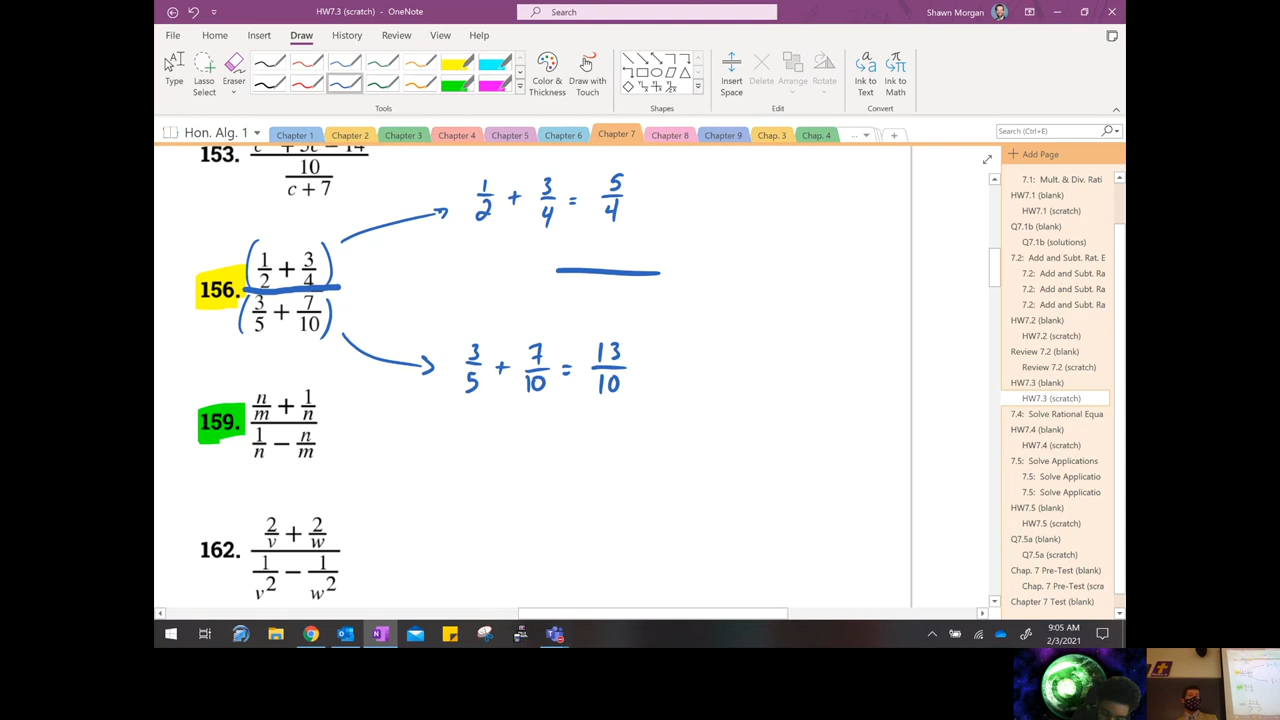 HW7.3 (scratch) - OneNote
Search
Shawn Morgan
File Home Insert Draw History Review View Help
Type
Lasso Select
Eraser
Color & Thickness
Draw with Touch
Insert Space
Delete
Arrange
Rotate
Ink to Text
Ink to Math
Tools
Shapes
Edit
Convert
Hon. Alg. 1
Chapter 1
Chapter 2
Chapter 3
Chapter 4
Chapter 5
Chapter 6
Chapter 7
Chapter 8
Chapter 9
Chap. 3
Chap. 4
Search (Ctrl+E)
Add Page
7.1: Mult. & Div. Rati
HW7.1 (blank)
HW7.1 (scratch)
Q7.1b (blank)
Q7.1b (solutions)
7.2: Add and Subt. Rat. E
7.2: Add and Subt. Ra
7.2: Add and Subt. Ra
7.2: Add and Subt. Ra
HW7.2 (blank)
HW7.2 (scratch)
Review 7.2 (blank)
Review 7.2 (scratch)
HW7.3 (blank)
HW7.3 (scratch)
7.4: Solve Rational Equa
HW7.4 (blank)
HW7.4 (scratch)
7.5: Solve Applications
7.5: Solve Applicatio
7.5: Solve Applicatio
HW7.5 (blank)
HW7.5 (scratch)
Q7.5a (blank)
Q7.5a (scratch)
Chap. 7 Pre-Test (blank)
Chap. 7 Pre-Test (scra
Chapter 7 Test (blank)
153.
10
c + 7
1/2 + 3/4 = 5/4
156. (1/2 + 3/4)
(3/5 + 7/10)
3/5 + 7/10 = 13/10
159. n/m + 1/n
1/n − n/m
162. 2/v + 2/w
1/v² − 1/w²
9:05 AM
2/3/2021